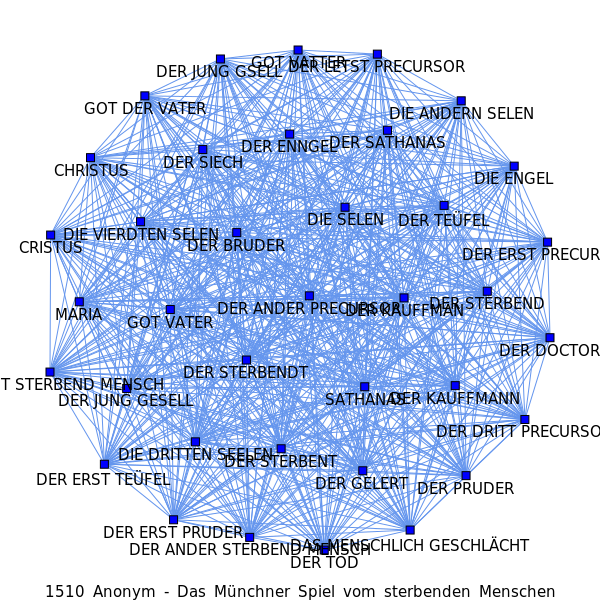 GOT VATTER
DER LETST PRECURSOR
DER JUNG GSELL
GOT DER VATER
DIE ANDERN SELEN
DER SATHANAS
DER ENNGEL
DER SIECH
CHRISTUS
DIE ENGEL
DIE SELEN
DER TEÜFEL
DIE VIERDTEN SELEN
DER BRUDER
CRISTUS
DER ERST PRECUR
DER STERBEND
MARIA
DER ANDER PRECURSOR
DER KAUFFMAN
GOT VATER
DER DOCTOR
DER STERBENDT
T STERBEND MENSCH
DER JUNG GESELL
SATHANAS
DER KAUFFMANN
DER DRITT PRECURSO
DIE DRITTEN SEELEN
DER STERBENT
DER ERST TEÜFEL
DER GELERT
DER PRUDER
DER ERST PRUDER
DER ANDER STERBEND MENSCH
DAS MENSCHLICH GESCHLÄCHT
DER TOD
1510 Anonym - Das Münchner Spiel vom sterbenden Menschen